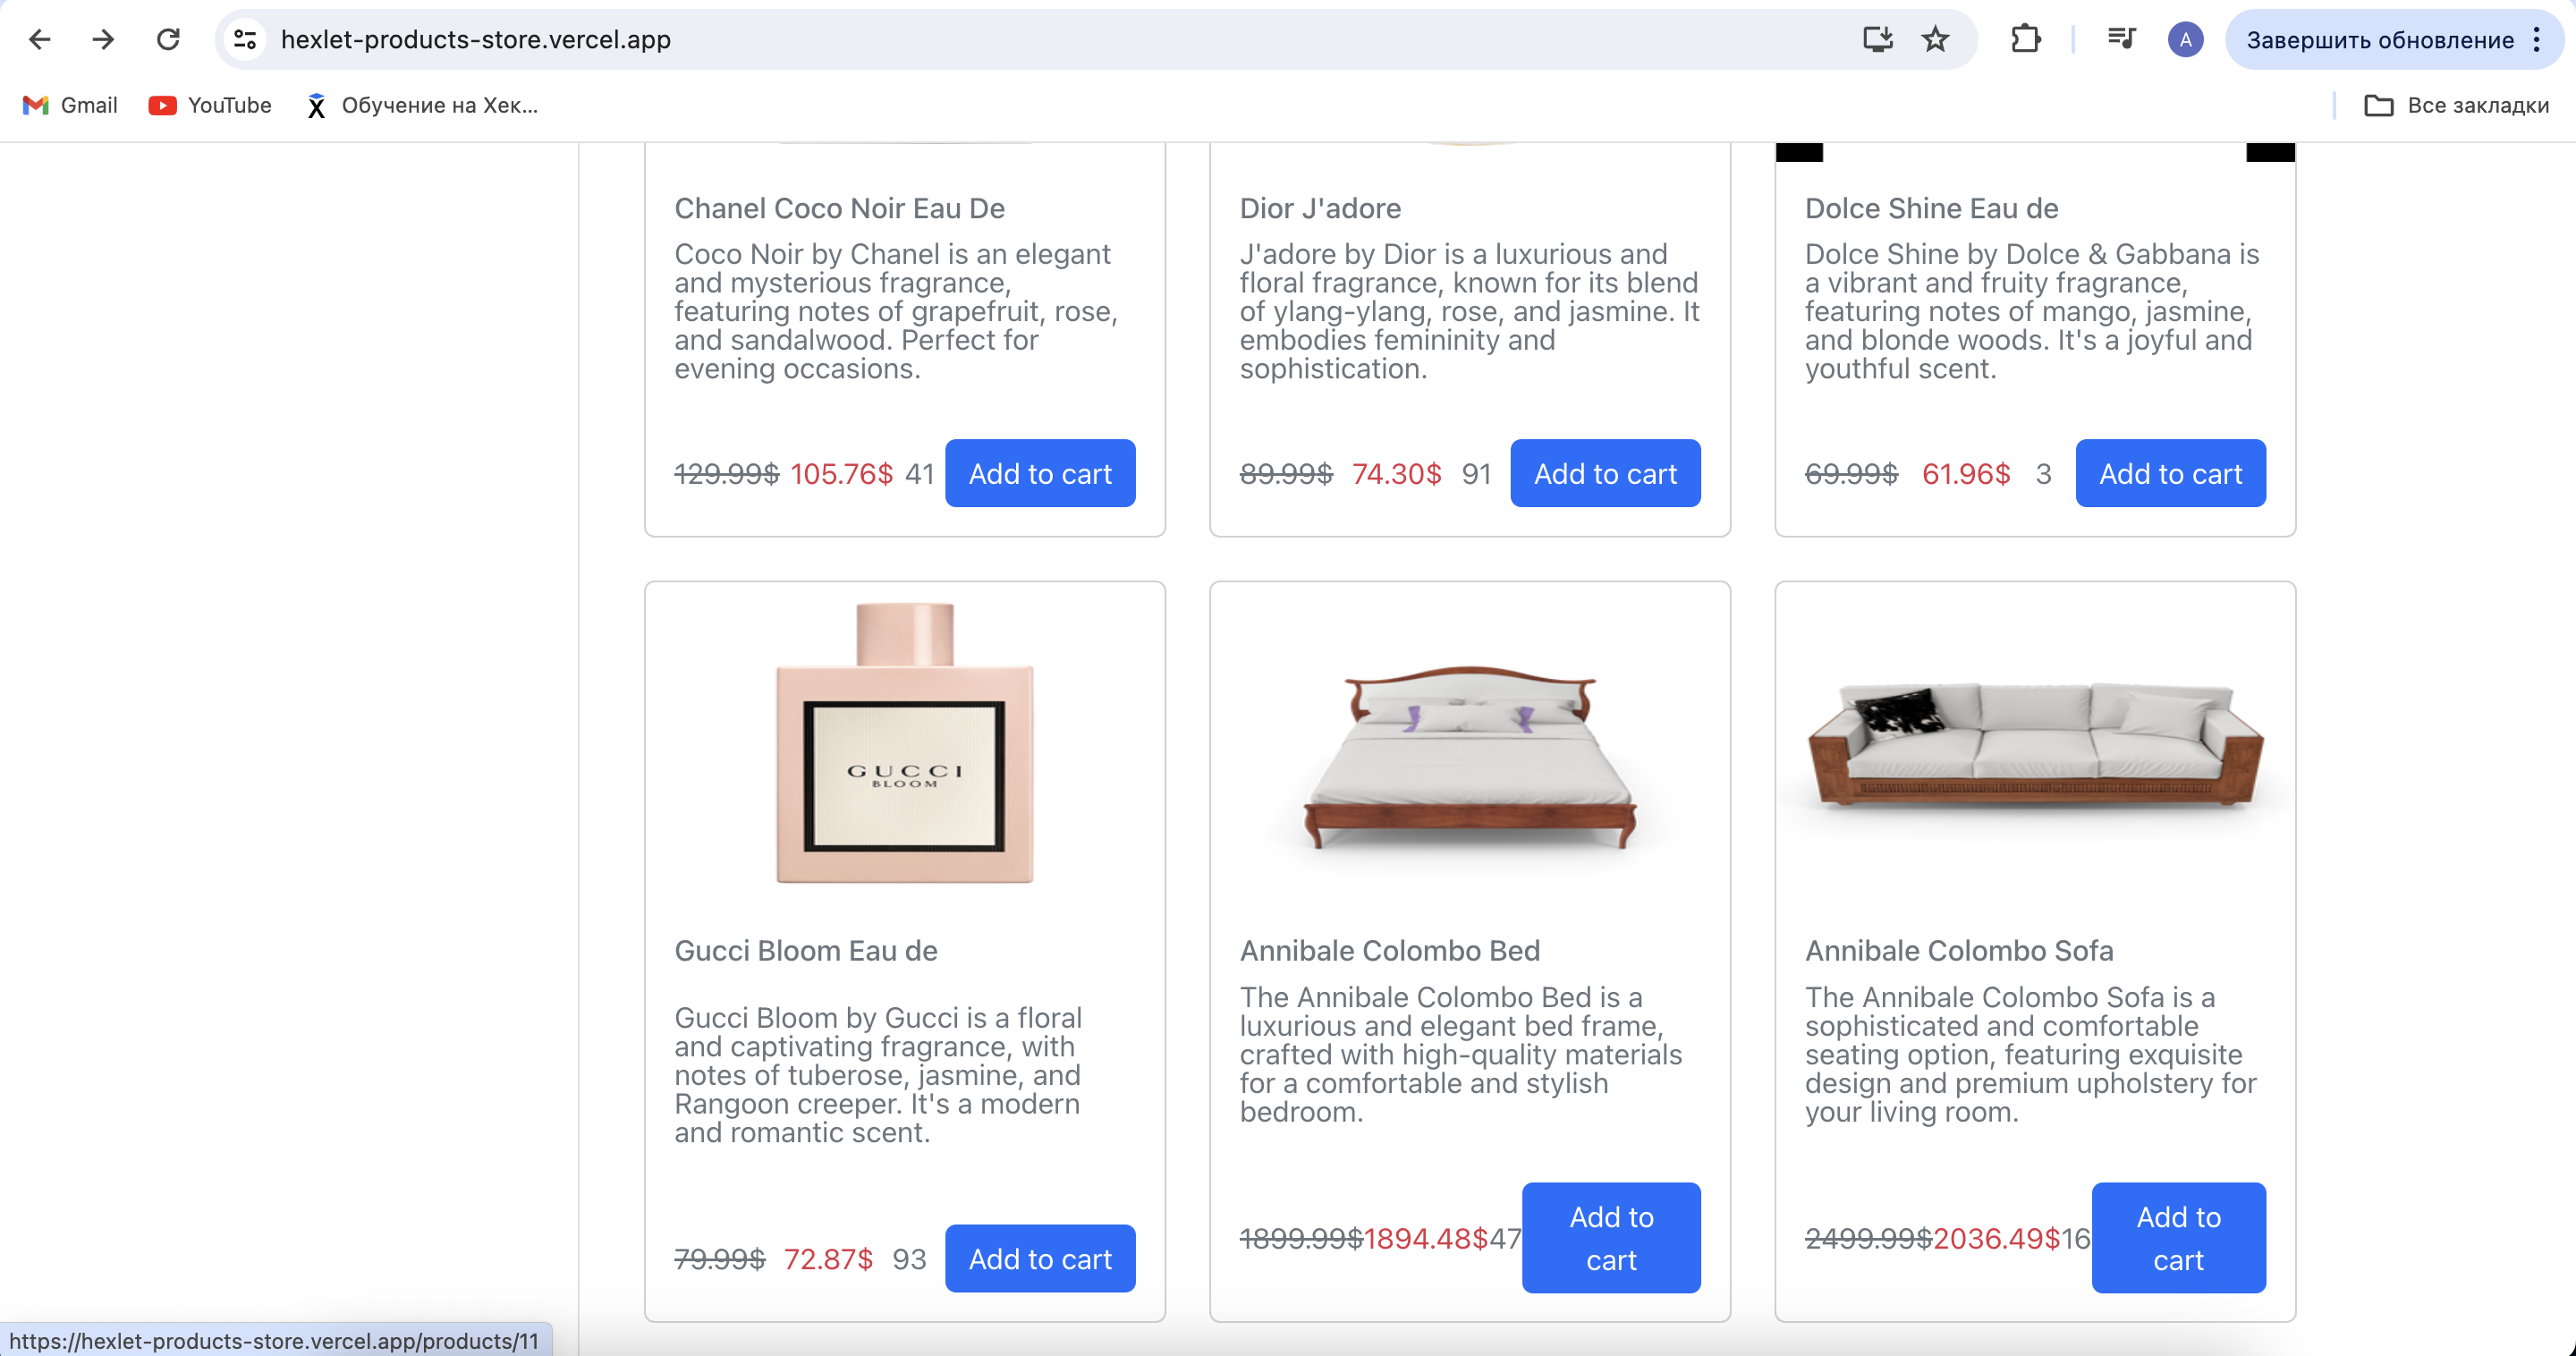 hexlet-products-store.vercel.app
A
Завершить обновление
Gmail
YouTube
Обучение на Хек...
Все закладки
Chanel Coco Noir Eau De
Coco Noir by Chanel is an elegant
and mysterious fragrance,
featuring notes of grapefruit, rose,
and sandalwood. Perfect for
evening occasions.
129.99$ 105.76$ 41 Add to cart
Dior J'adore
J'adore by Dior is a luxurious and
floral fragrance, known for its blend
of ylang-ylang, rose, and jasmine. It
embodies femininity and
sophistication.
89.99$ 74.30$ 91 Add to cart
Dolce Shine Eau de
Dolce Shine by Dolce & Gabbana is
a vibrant and fruity fragrance,
featuring notes of mango, jasmine,
and blonde woods. It's a joyful and
youthful scent.
69.99$ 61.96$ 3 Add to cart
GUCCI
BLOOM
Gucci Bloom Eau de
Gucci Bloom by Gucci is a floral
and captivating fragrance, with
notes of tuberose, jasmine, and
Rangoon creeper. It's a modern
and romantic scent.
79.99$ 72.87$ 93 Add to cart
Annibale Colombo Bed
The Annibale Colombo Bed is a
luxurious and elegant bed frame,
crafted with high-quality materials
for a comfortable and stylish
bedroom.
1899.99$1894.48$47
Add to
cart
Annibale Colombo Sofa
The Annibale Colombo Sofa is a
sophisticated and comfortable
seating option, featuring exquisite
design and premium upholstery for
your living room.
2499.99$2036.49$16
Add to
cart
https://hexlet-products-store.vercel.app/products/11